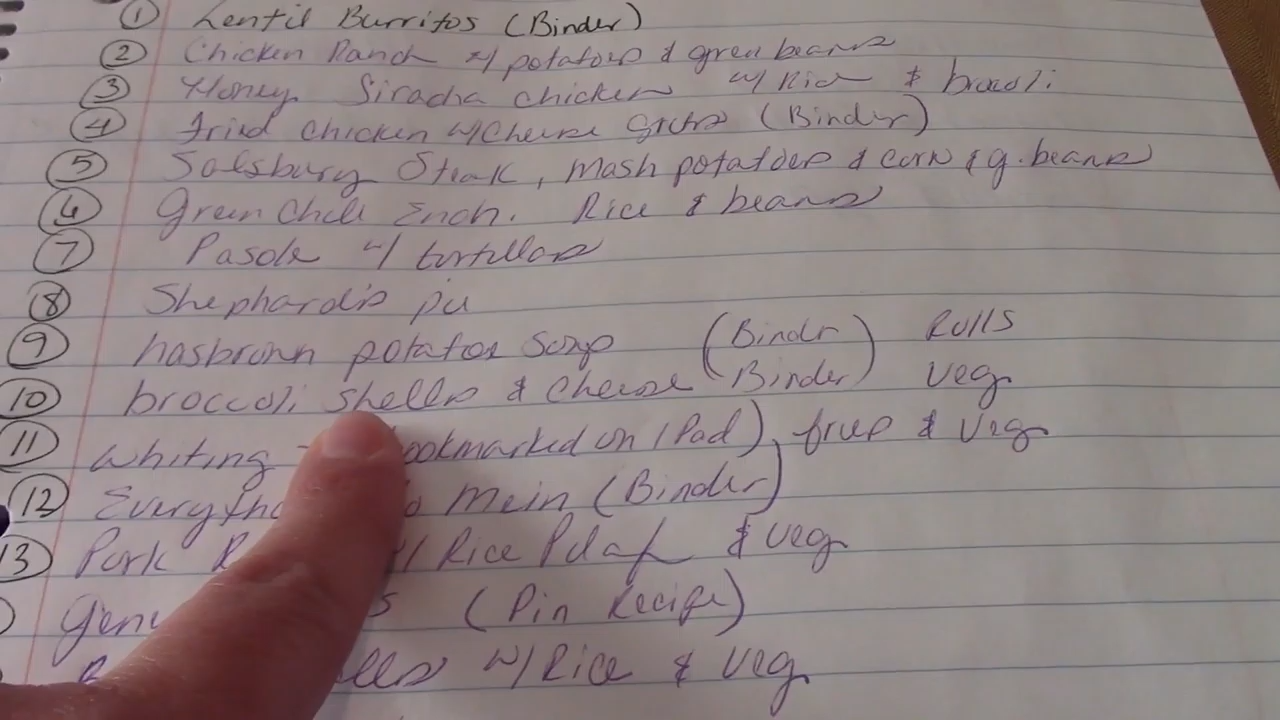 ① Lentil Burritos (Binder)
② Chicken Ranch w/ potatoes & green beans
③ Honey Siracha chicken w/ Rice & broccoli
④ Fried chicken w/ Cheese Grits (Binder)
⑤ Salsbury Steak, mash potatoes & corn & g. beans
⑥ Green Chili Ench. Rice & beans
⑦ Pasole w/ tortillas
⑧ Shephard's pie
⑨ hasbrown potatoe soup (Binder) Rolls
⑩ broccoli shells & cheese (Binder) Veg
⑪ Whiting ookmarked on iPad), & Veg
⑫ Mein (Binder)
13 Pork w/ Rice Pilaf & Veg
(Pin Recipe)
w/ Rice & Veg